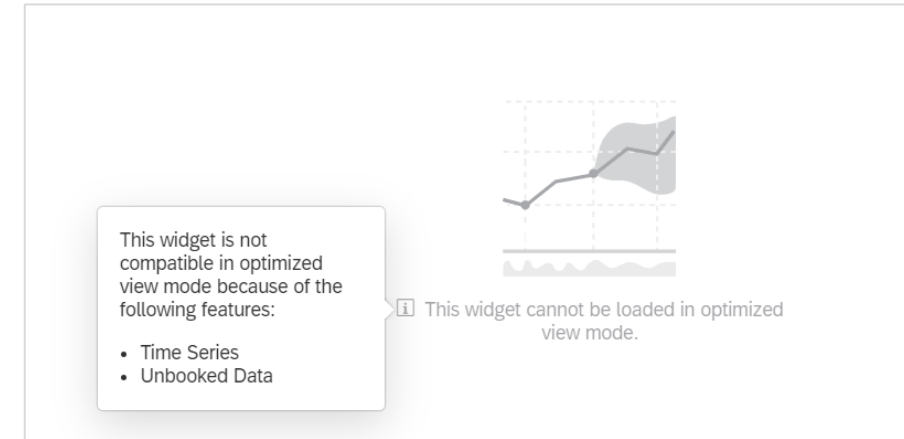 This widget is not
compatible in optimized
view mode because of the
following features:
• Time Series
• Unbooked Data
This widget cannot be loaded in optimized
view mode.